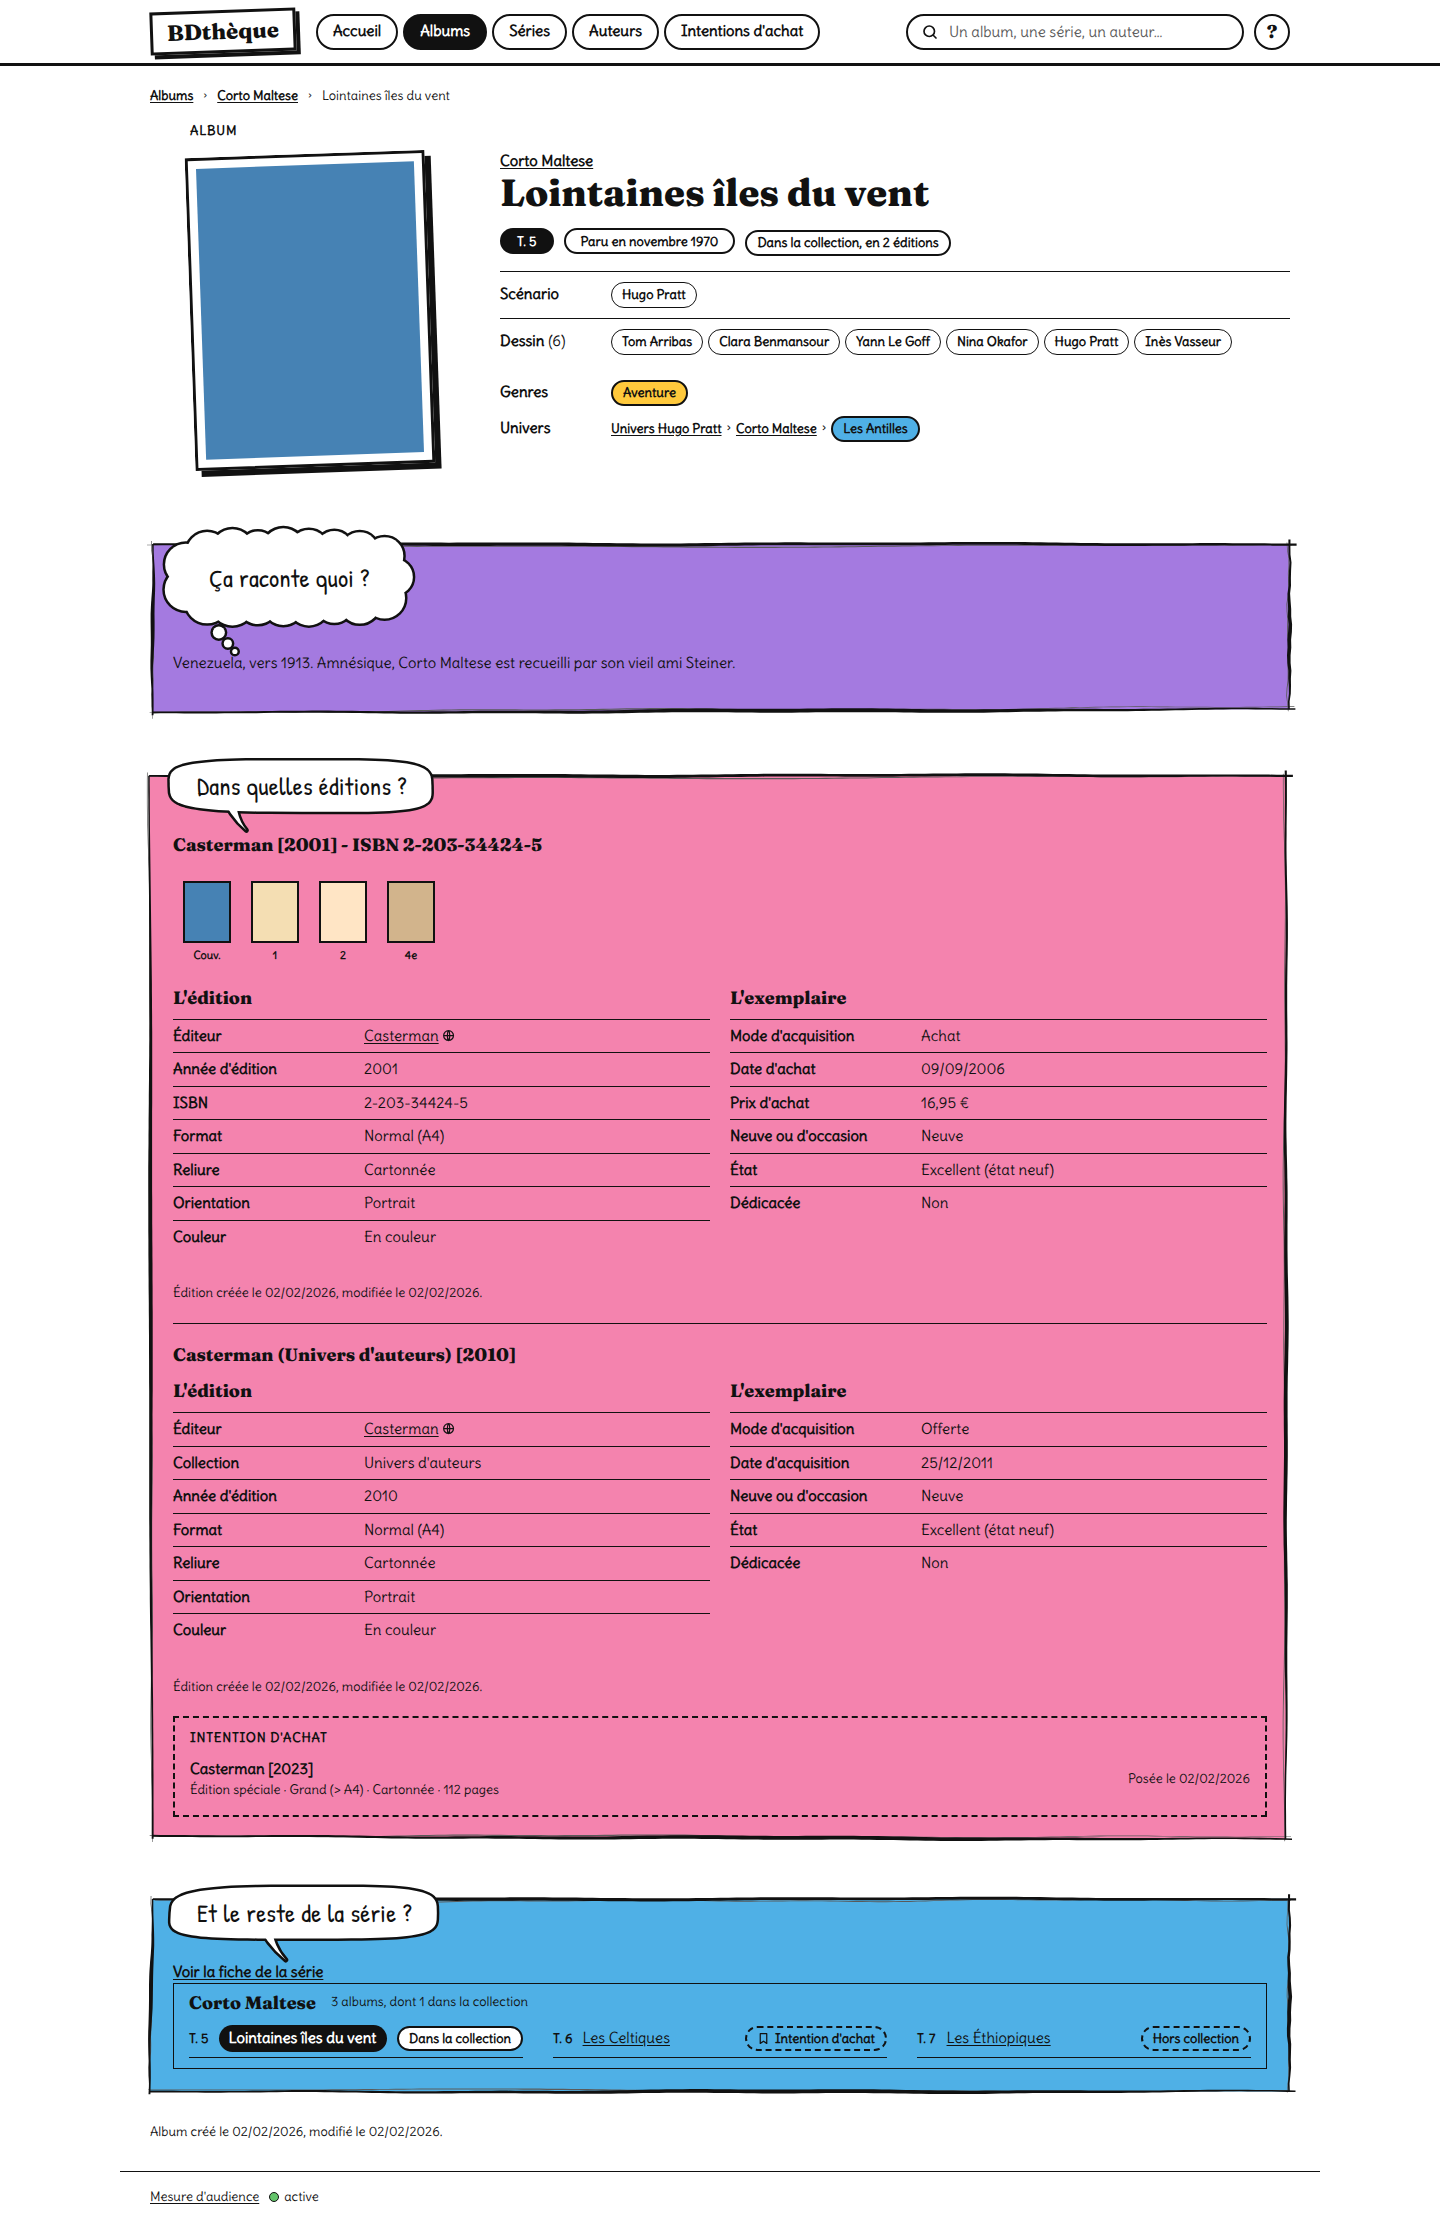 BDthèque Accueil Albums Séries Auteurs Intentions d'achat Un album, une série, un auteur... ?
Albums › Corto Maltese › Lointaines îles du vent
ALBUM
Corto Maltese
Lointaines îles du vent
T. 5 Paru en novembre 1970 Dans la collection, en 2 éditions
Scénario Hugo Pratt
Dessin (6) Tom Arribas Clara Benmansour Yann Le Goff Nina Okafor Hugo Pratt Inès Vasseur
Genres Aventure
Univers Univers Hugo Pratt › Corto Maltese › Les Antilles
Ça raconte quoi ?
Venezuela, vers 1913. Amnésique, Corto Maltese est recueilli par son vieil ami Steiner.
Dans quelles éditions ?
Casterman [2001] - ISBN 2-203-34424-5
Couv. 1 2 4e
L'édition
Éditeur Casterman
Année d'édition 2001
ISBN 2-203-34424-5
Format Normal (A4)
Reliure Cartonnée
Orientation Portrait
Couleur En couleur
L'exemplaire
Mode d'acquisition Achat
Date d'achat 09/09/2006
Prix d'achat 16,95 €
Neuve ou d'occasion Neuve
État Excellent (état neuf)
Dédicacée Non
Édition créée le 02/02/2026, modifiée le 02/02/2026.
Casterman (Univers d'auteurs) [2010]
L'édition
Éditeur Casterman
Collection Univers d'auteurs
Année d'édition 2010
Format Normal (A4)
Reliure Cartonnée
Orientation Portrait
Couleur En couleur
L'exemplaire
Mode d'acquisition Offerte
Date d'acquisition 25/12/2011
Neuve ou d'occasion Neuve
État Excellent (état neuf)
Dédicacée Non
Édition créée le 02/02/2026, modifiée le 02/02/2026.
INTENTION D'ACHAT
Casterman [2023]
Édition spéciale · Grand (> A4) · Cartonnée · 112 pages
Posée le 02/02/2026
Et le reste de la série ?
Voir la fiche de la série
Corto Maltese 3 albums, dont 1 dans la collection
T. 5 Lointaines îles du vent Dans la collection T. 6 Les Celtiques Intention d'achat T. 7 Les Éthiopiques Hors collection
Album créé le 02/02/2026, modifié le 02/02/2026.
Mesure d'audience active